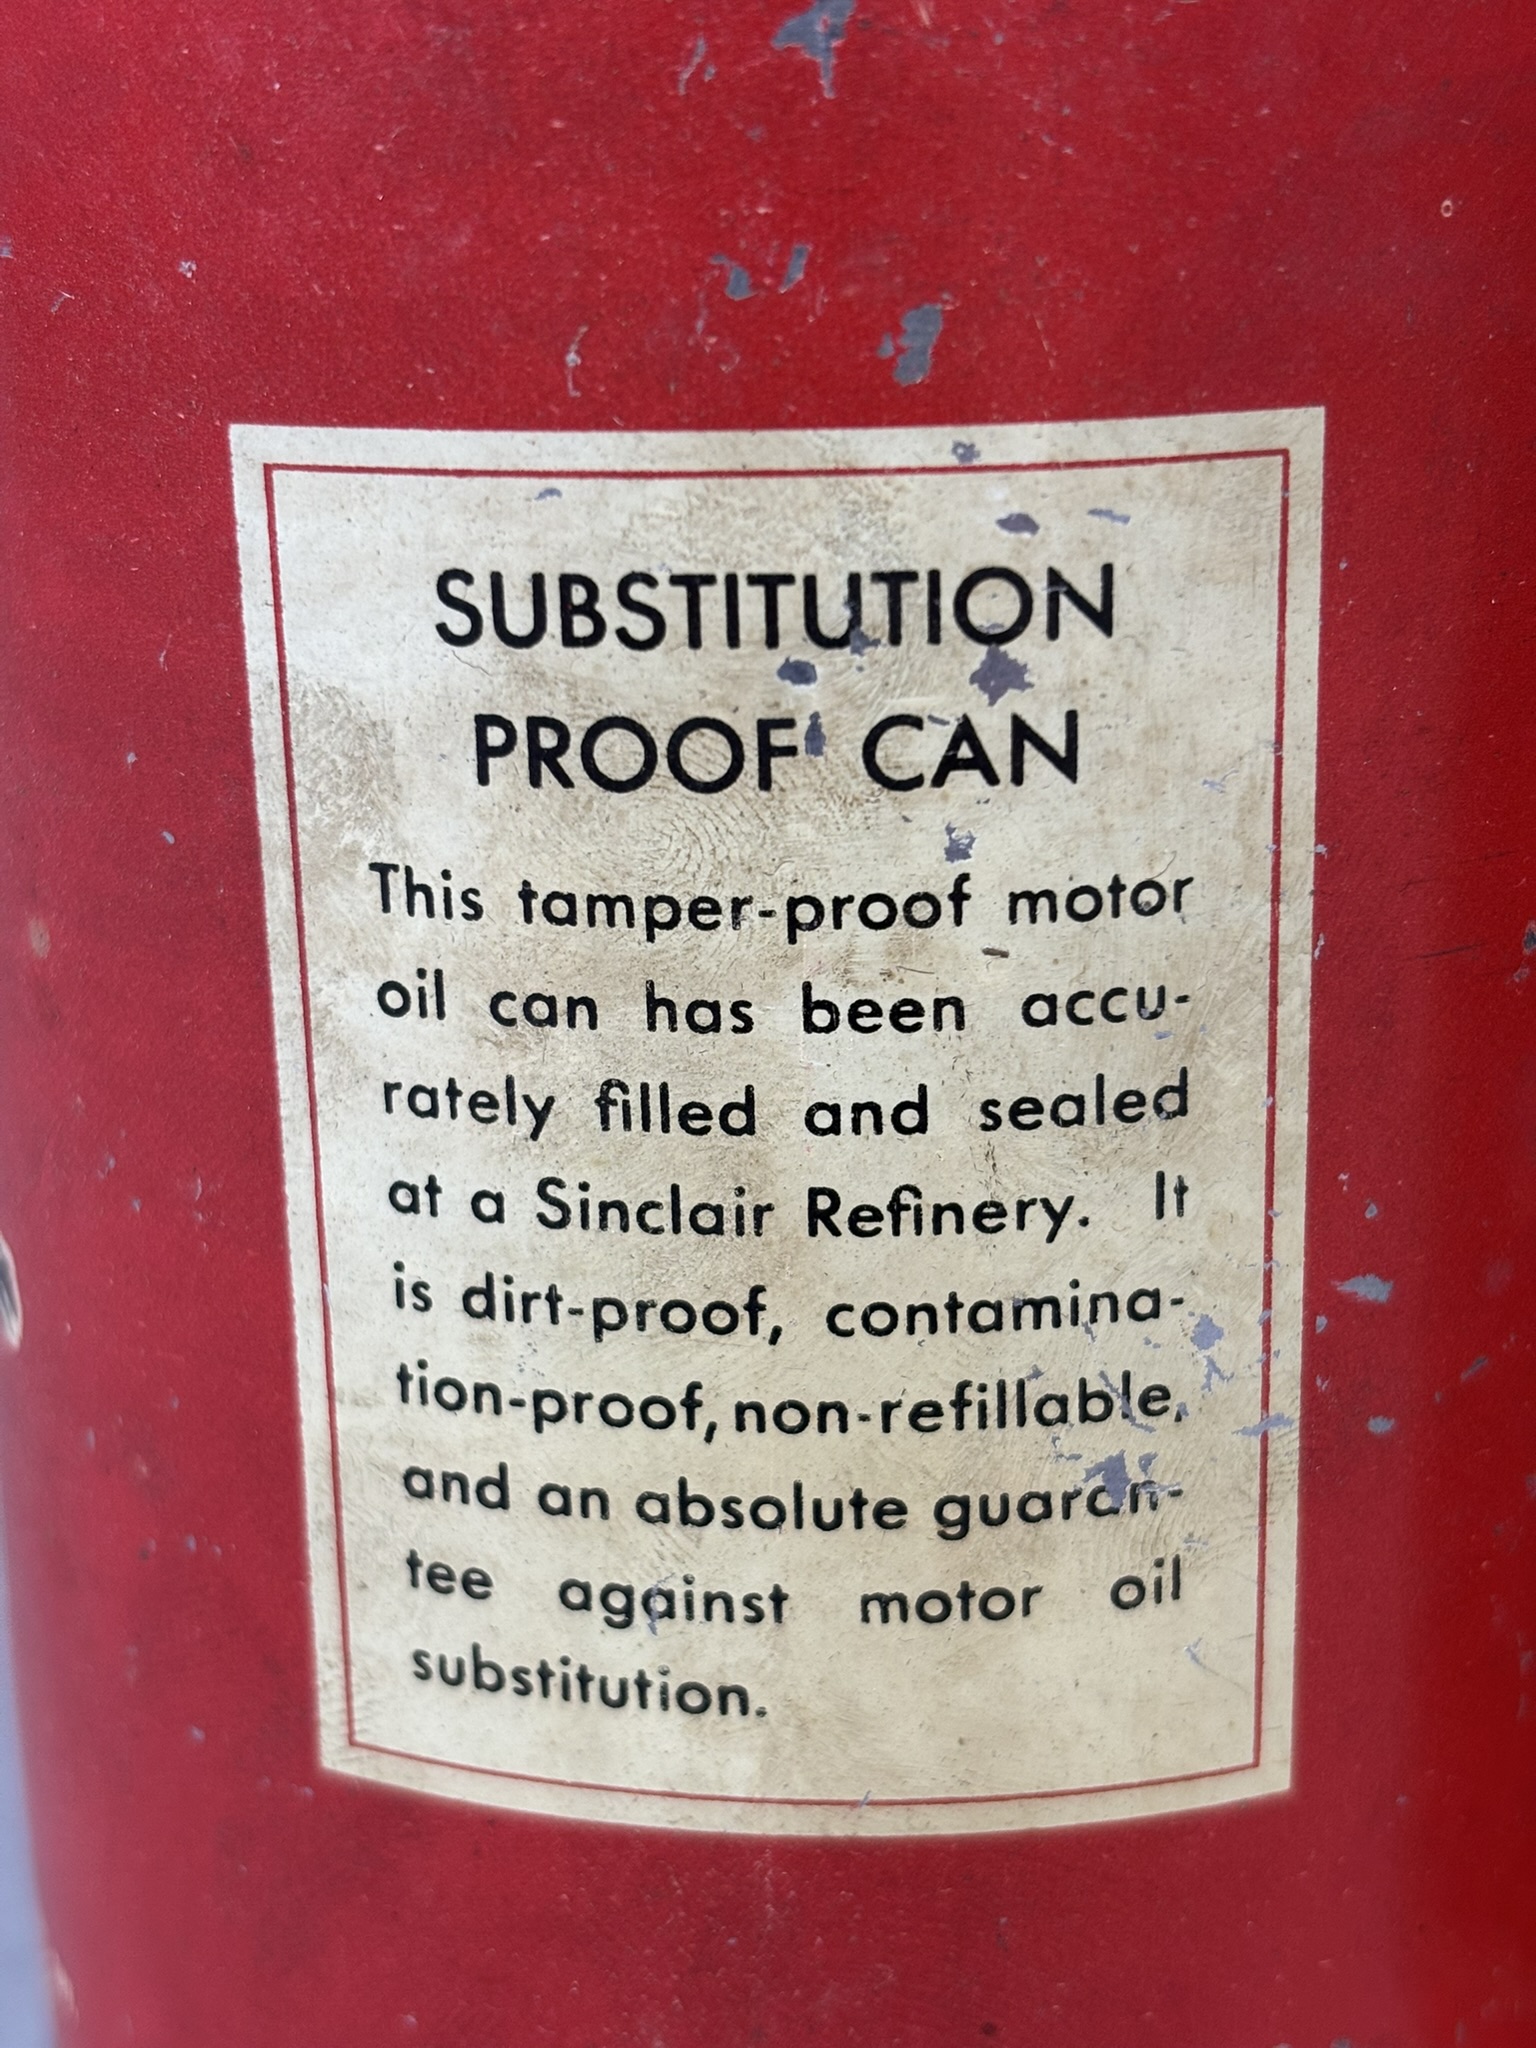 SUBSTITUTION
PROOF CAN
This tamper-proof motor
oil can has been accu-
rately filled and sealed
at a Sinclair Refinery. It
is dirt-proof, contamina-
tion-proof, non-refillable,
and an absolute guaran-
tee against motor oil
substitution.